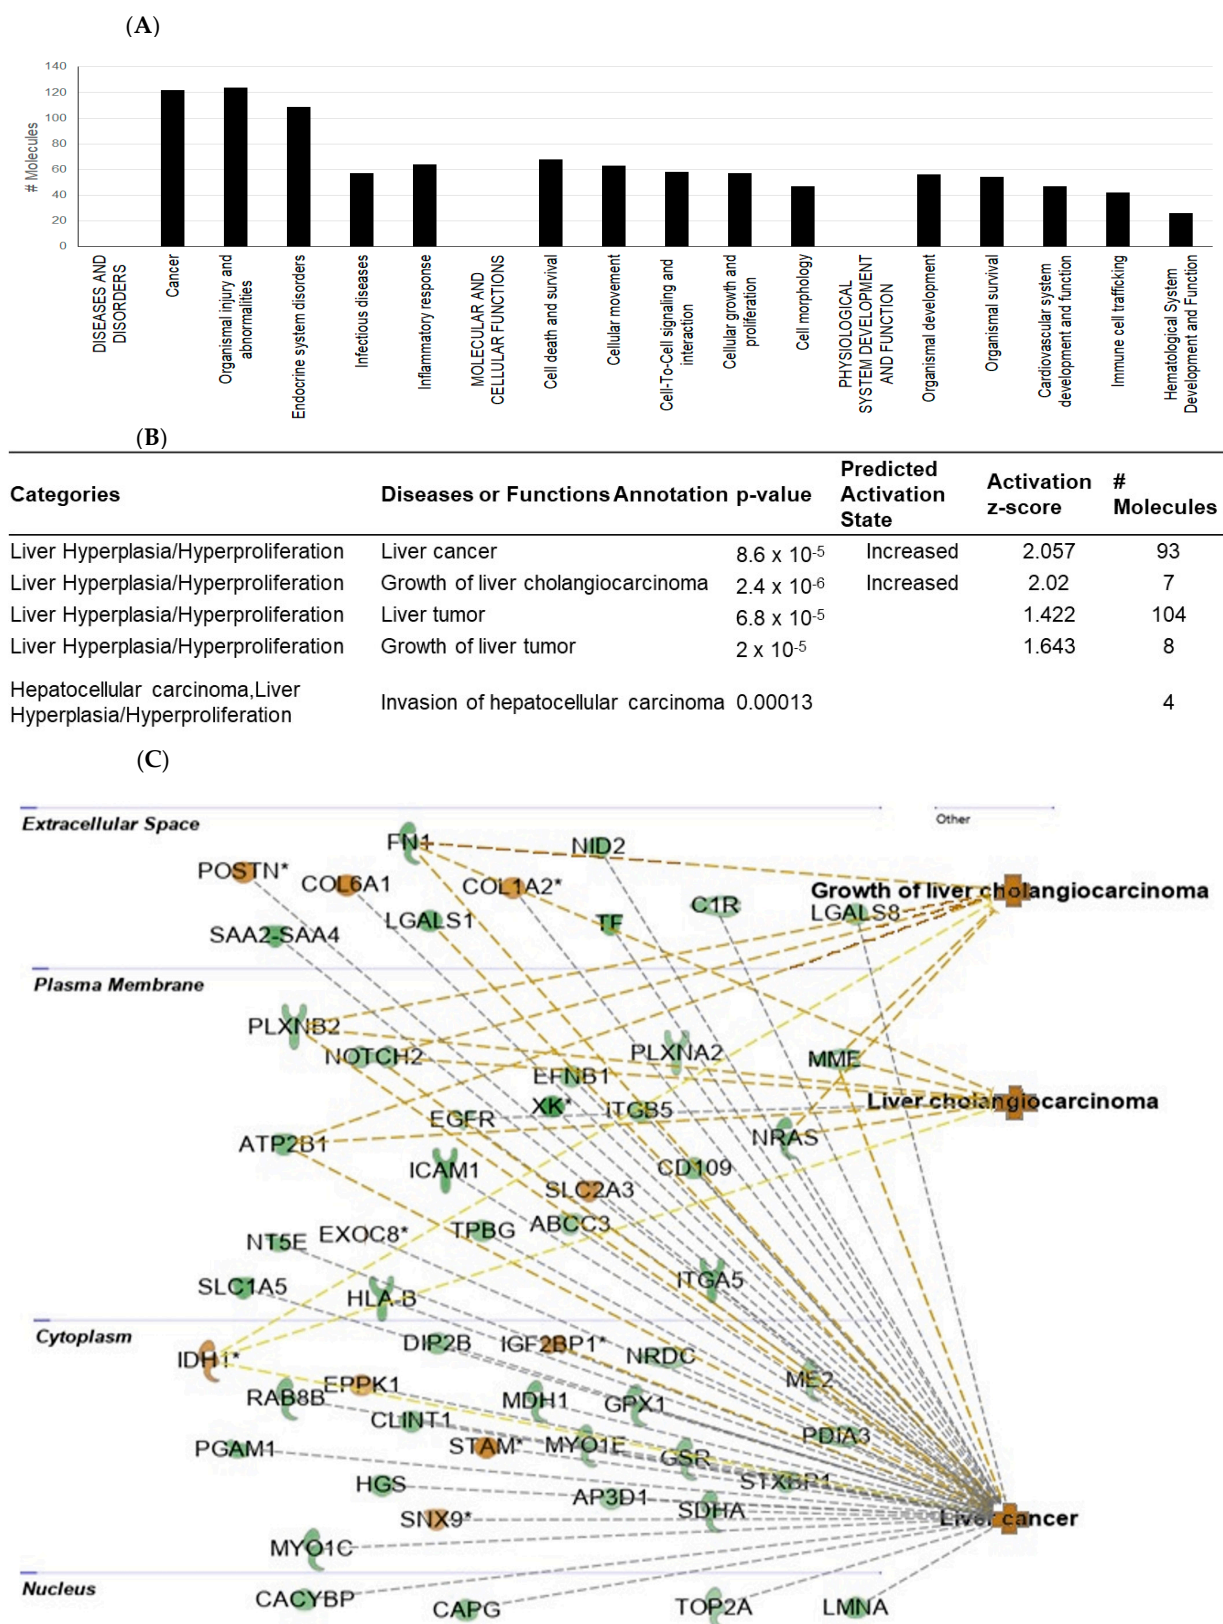 (A)
140
120
100
80
60
40
20
0
# Molecules
DISEASES AND
DISORDERS
Cancer
Organismal injury and
abnormalities
Endocrine system disorders
Infectious diseases
Inflammatory response
MOLECULAR AND
CELLULAR FUNCTIONS
Cell death and survival
Cellular movement
Cell-To-Cell signaling and
interaction
Cellular growth and
proliferation
Cell morphology
PHYSIOLOGICAL
SYSTEM DEVELOPMENT
AND FUNCTION
Organismal development
Organismal survival
Cardiovascular system
development and function
Immune cell trafficking
Hematological System
Development and Function
(B)
Categories Diseases or Functions Annotation p-value Predicted Activation State Activation z-score # Molecules
Liver Hyperplasia/Hyperproliferation Liver cancer 8.6 x 10-5 Increased 2.057 93
Liver Hyperplasia/Hyperproliferation Growth of liver cholangiocarcinoma 2.4 x 10-6 Increased 2.02 7
Liver Hyperplasia/Hyperproliferation Liver tumor 6.8 x 10-5 1.422 104
Liver Hyperplasia/Hyperproliferation Growth of liver tumor 2 x 10-5 1.643 8
Hepatocellular carcinoma,Liver
Hyperplasia/Hyperproliferation Invasion of hepatocellular carcinoma 0.00013 4
(C)
Extracellular Space
Other
FN1
NID2
POSTN*
COL6A1
COL1A2*
Growth of liver cholangiocarcinoma
C1R
LGALS8
LGALS1
TF
SAA2-SAA4
Plasma Membrane
PLXNB2
NOTCH2
PLXNA2
MME
EFNB1
XK*
ITGB5
Liver cholangiocarcinoma
EGFR
ATP2B1
NRAS
ICAM1
CD109
SLC2A3
NT5E
EXOC8*
TPBG
ABCC3
SLC1A5
HLA-B
ITGA5
Cytoplasm
IDH1*
DIP2B
IGF2BP1*
NRDC
ME2
RAB8B
EPPK1
MDH1
GPX1
CLINT1
PDIA3
PGAM1
STAM*
MYO1E
GSR
HGS
STXBP1
AP3D1
SDHA
SNX9*
Liver cancer
MYO1C
Nucleus
CACYBP
CAPG
TOP2A
LMNA